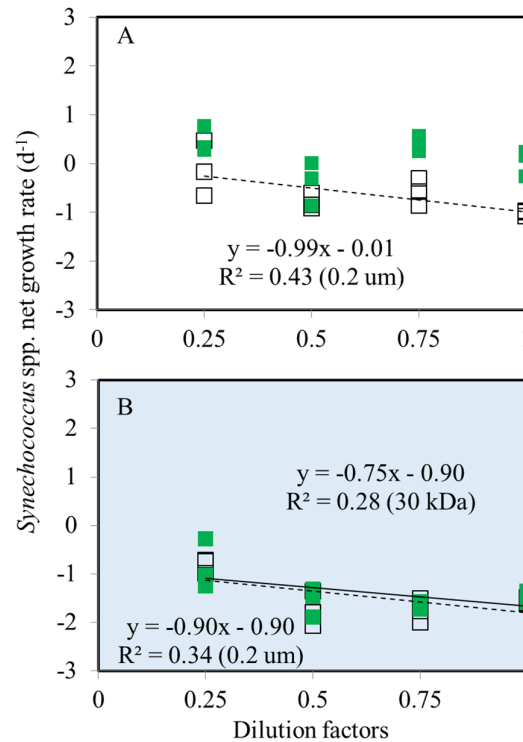 Synechococcus spp. net growth rate (d-1)
A
3
2
1
0
-1
-2
-3
y = -0.99x - 0.01
R² = 0.43 (0.2 um)
0
0.25
0.5
0.75
B
3
2
1
0
-1
-2
-3
y = -0.75x - 0.90
R² = 0.28 (30 kDa)
y = -0.90x - 0.90
R² = 0.34 (0.2 um)
0
0.25
0.5
0.75
Dilution factors